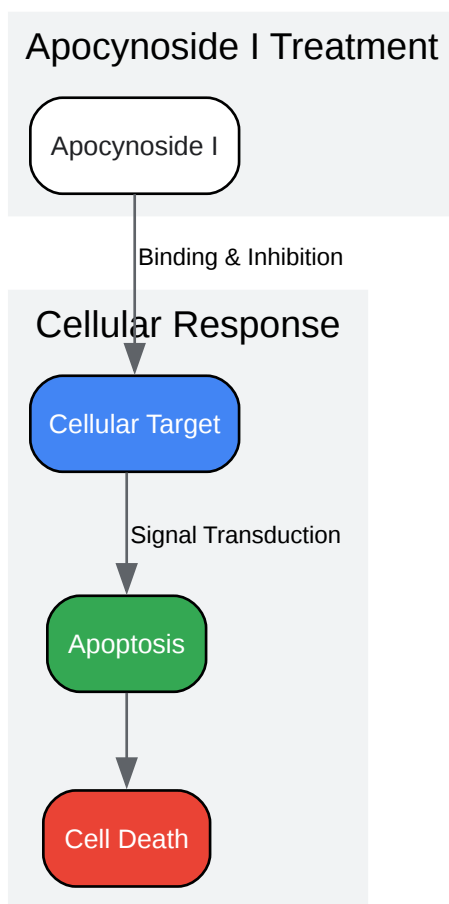 Apocynoside I Treatment
Apocynoside I
Binding & Inhibition
Cellular Response
Cellular Target
Signal Transduction
Apoptosis
Cell Death